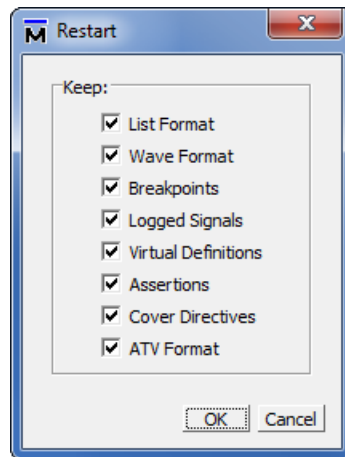 Restart
Keep:
List Format
Wave Format
Breakpoints
Logged Signals
Virtual Definitions
Assertions
Cover Directives
ATV Format
OK Cancel